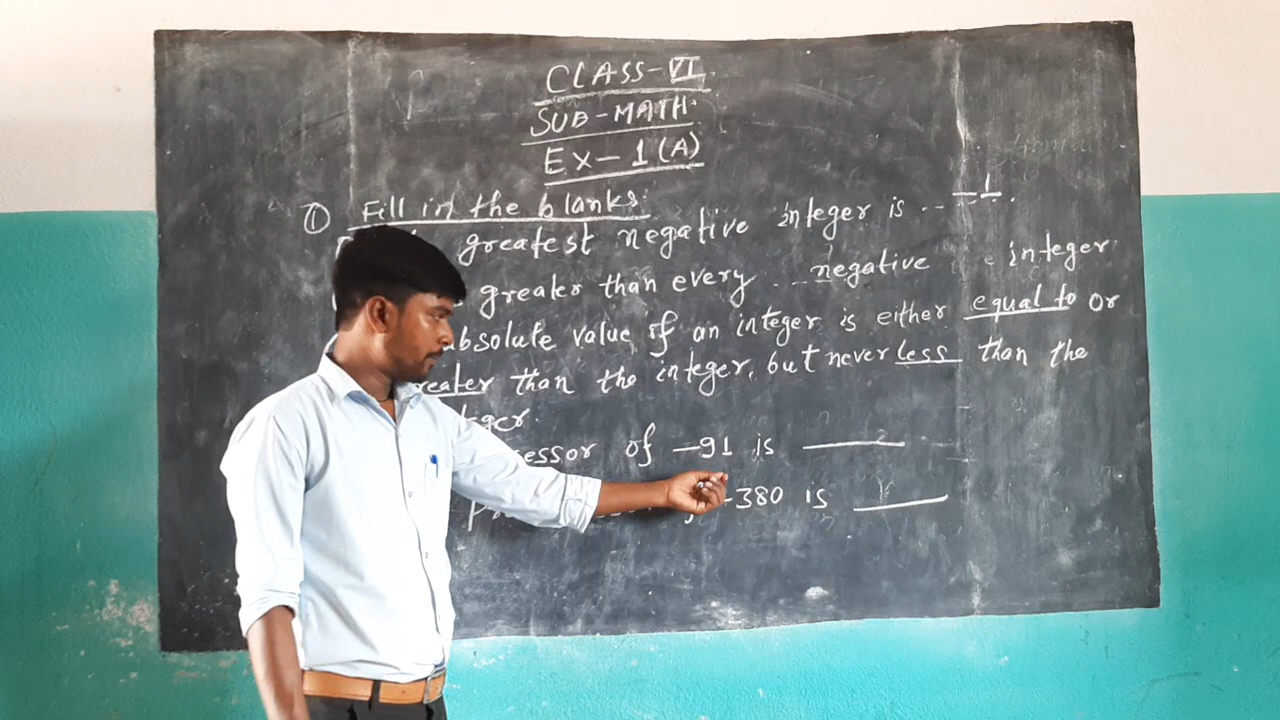 CLASS-VI.
SUB-MATH.
EX-1(A)
① Fill in the blanks:
greatest negative integer is -1.
greater than every negative integer
absolute value of an integer is either equal to or
greater than the integer, but never less than the
of -91 is
-380 is